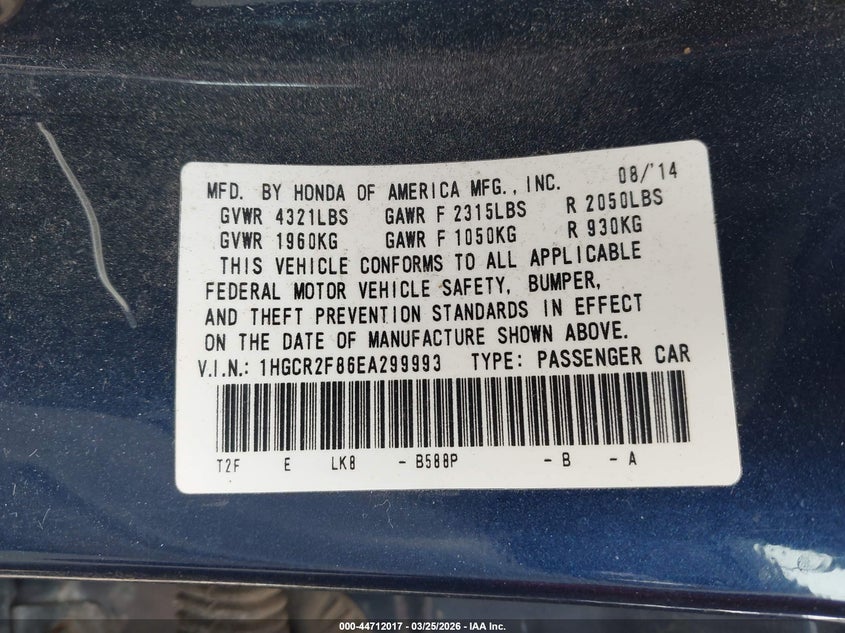 MFD. BY HONDA OF AMERICA MFG., INC. 08/'14
GVWR 4321LBS GAWR F 2315LBS R 2050LBS
GVWR 1960KG GAWR F 1050KG R 930KG
THIS VEHICLE CONFORMS TO ALL APPLICABLE
FEDERAL MOTOR VEHICLE SAFETY, BUMPER,
AND THEFT PREVENTION STANDARDS IN EFFECT
ON THE DATE OF MANUFACTURE SHOWN ABOVE.
V.I.N.: 1HGCR2F86EA299993 TYPE: PASSENGER CAR
T2F E LK8 - B588P - B - A
000-44712017 | 03/25/2026 - IAA Inc.